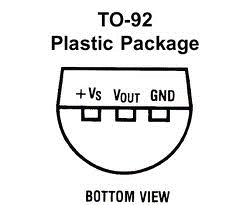 TO-92
Plastic Package
+VS VOUT GND
BOTTOM VIEW